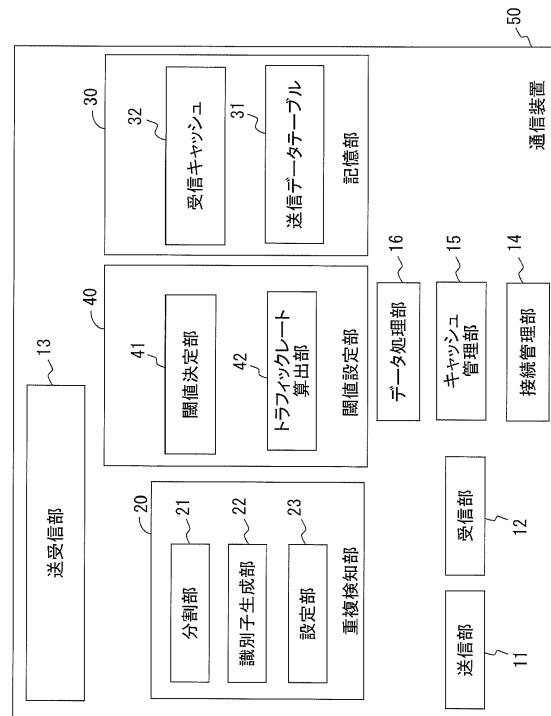 50
通信装置
13
送受信部
20
重複検知部
21
分割部
22
識別子生成部
23
設定部
40
閾値設定部
41
閾値決定部
42
トラフィックレート
算出部
30
記憶部
32
受信キャッシュ
31
送信データテーブル
送信部
11
受信部
12
データ処理部
16
キャッシュ
管理部
15
接続管理部
14